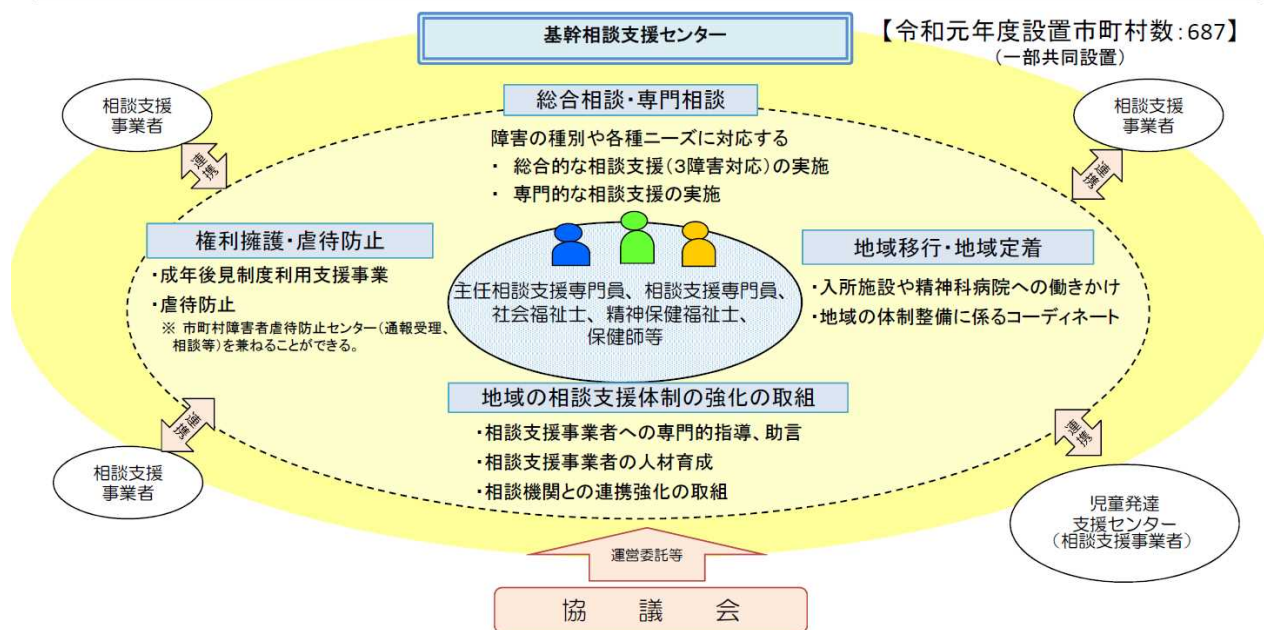 基幹相談支援センター
【令和元年度設置市町村数:687】
(一部共同設置)
相談支援
事業者
連携
総合相談・専門相談
障害の種別や各種ニーズに対応する
・ 総合的な相談支援(3障害対応)の実施
・ 専門的な相談支援の実施
相談支援
事業者
連携
権利擁護・虐待防止
・成年後見制度利用支援事業
・虐待防止
※ 市町村障害者虐待防止センター(通報受理、
相談等)を兼ねることができる。
主任相談支援専門員、相談支援専門員、
社会福祉士、精神保健福祉士、
保健師等
地域移行・地域定着
・入所施設や精神科病院への働きかけ
・地域の体制整備に係るコーディネート
連携
相談支援
事業者
地域の相談支援体制の強化の取組
・相談支援事業者への専門的指導、助言
・相談支援事業者の人材育成
・相談機関との連携強化の取組
連携
児童発達
支援センター
(相談支援事業者)
運営委託等
協 議 会